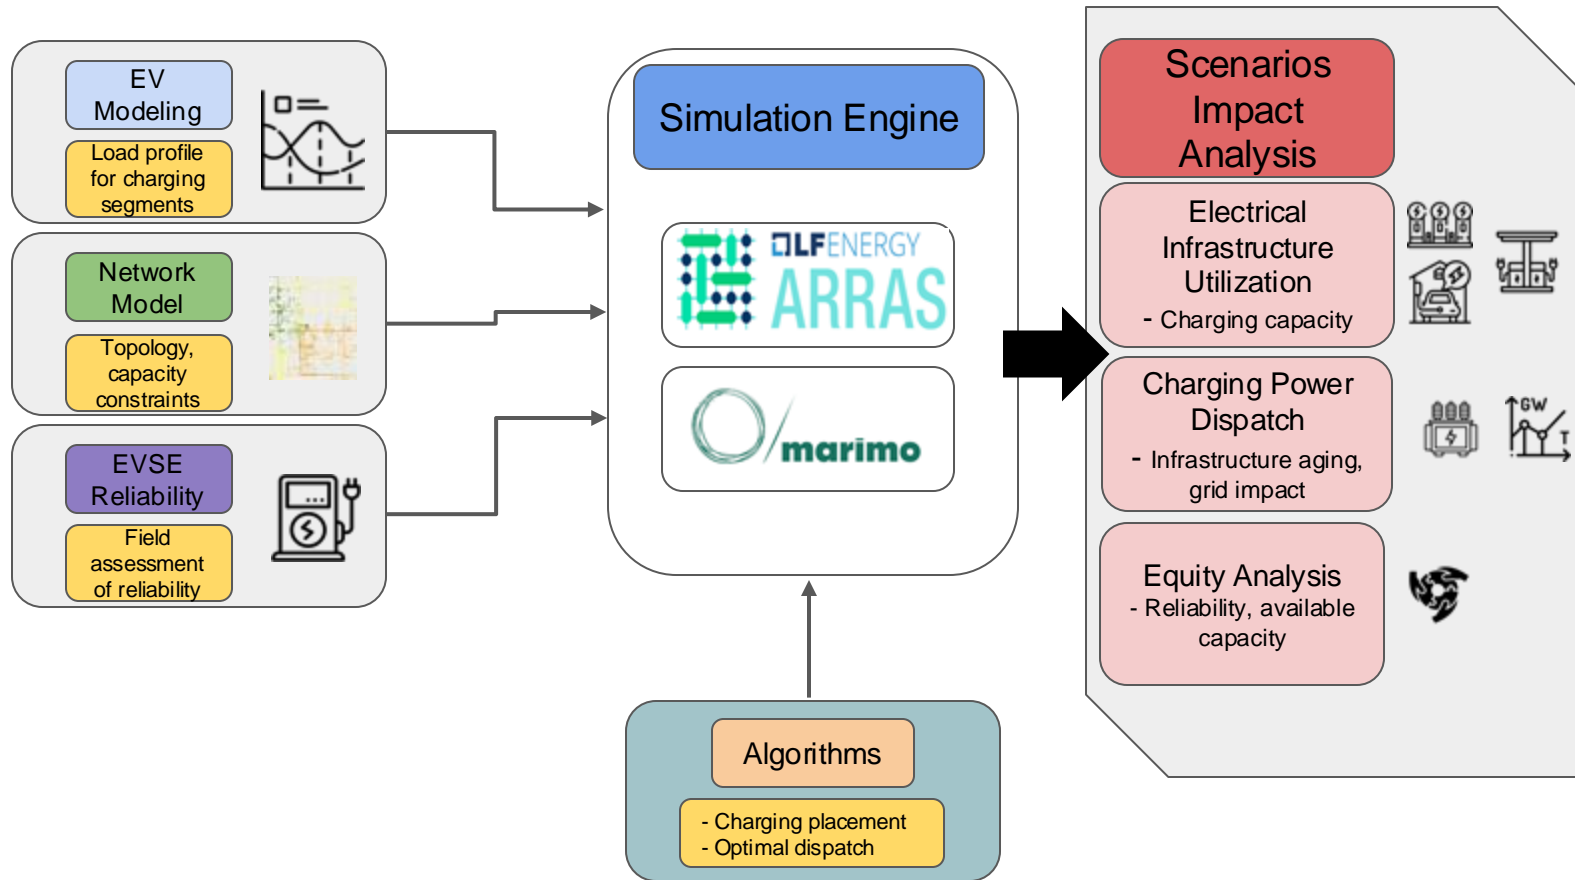 EV
Modeling
Load profile
for charging
segments
Network
Model
Topology,
capacity
constraints
EVSE
Reliability
Field
assessment
of reliability
Simulation Engine
LFENERGY
ARRAS
marimo
Algorithms
- Charging placement
- Optimal dispatch
Scenarios
Impact
Analysis
Electrical
Infrastructure
Utilization
- Charging capacity
Charging Power
Dispatch
- Infrastructure aging,
grid impact
GW
T
Equity Analysis
- Reliability, available
capacity